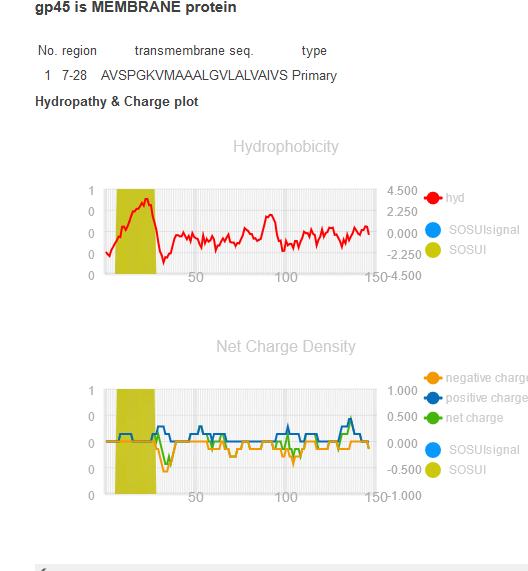 gp45 is MEMBRANE protein
No. region transmembrane seq. type
1 7-28 AVSPGKVMAAALGVLALVAIVS Primary
Hydropathy & Charge plot
Hydrophobicity
1 4.500 hyd
0 2.250
0 0.000 SOSUIsignal
0 -2.250 SOSUI
0 50 100 150 -4.500
Net Charge Density
negative charge
1 1.000 positive charge
0 0.500 net charge
0 0.000 SOSUIsignal
0 -0.500 SOSUI
0 50 100 150 -1.000